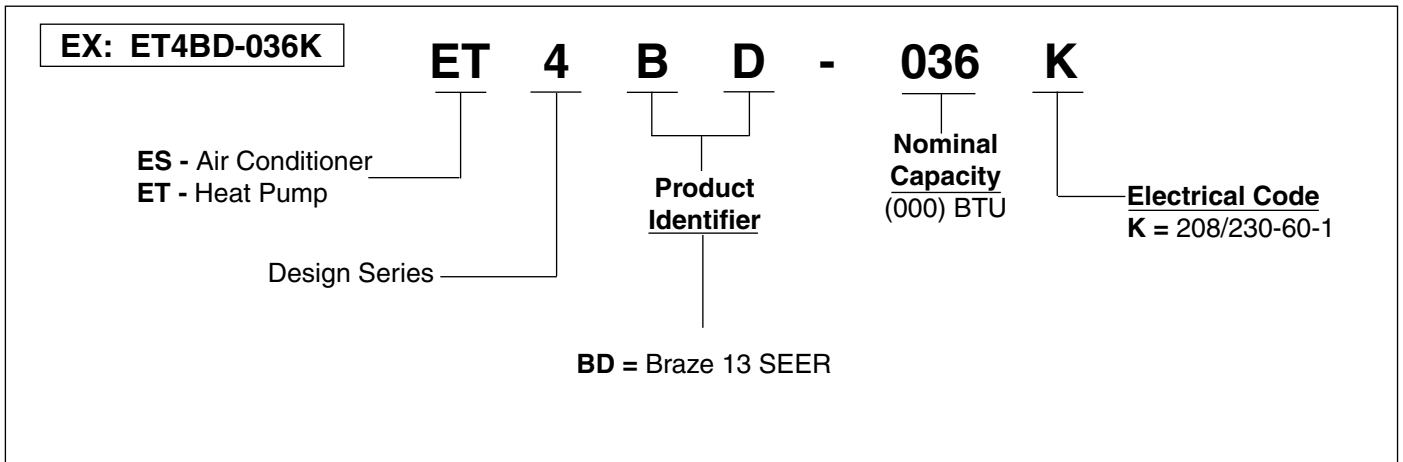 EX: ET4BD-036K
ET 4 B D - 036 K
ES - Air Conditioner
ET - Heat Pump
Design Series
Product
Identifier
BD = Braze 13 SEER
Nominal
Capacity
(000) BTU
Electrical Code
K = 208/230-60-1